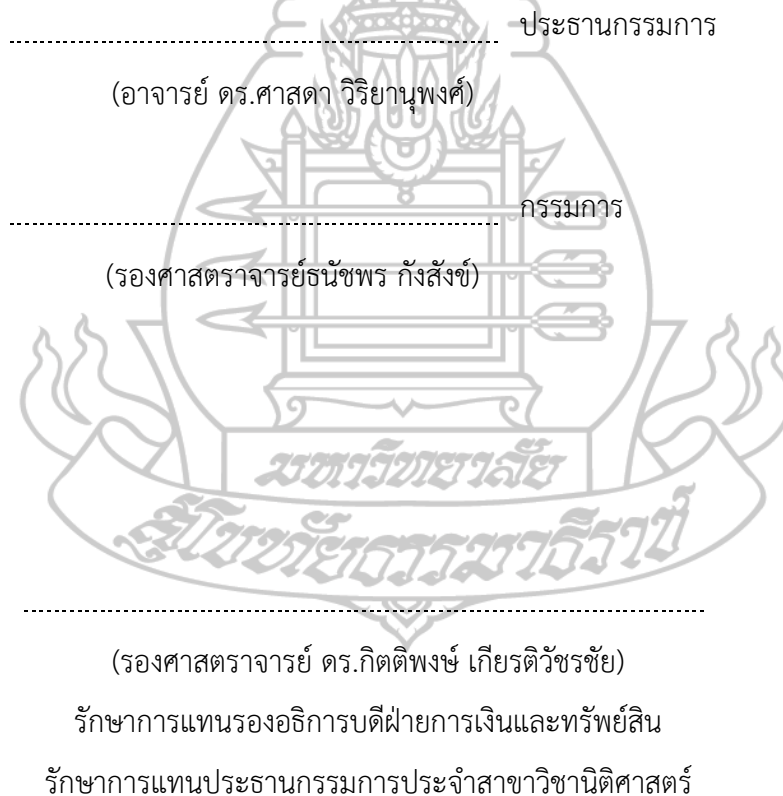 ประธานกรรมการ
(อาจารย์ ดร.ศาสดา วิริยานุพงศ์)
กรรมการ
(รองศาสตราจารย์ธนัชพร กังสังข์)
มหาวิทยาลัย
สุโขทัยธรรมาธิราช
(รองศาสตราจารย์ ดร.กิตติพงษ์ เกียรติวัชรชัย)
รักษาการแทนรองอธิการบดีฝ่ายการเงินและทรัพย์สิน
รักษาการแทนประธานกรรมการประจำสาขาวิชานิติศาสตร์